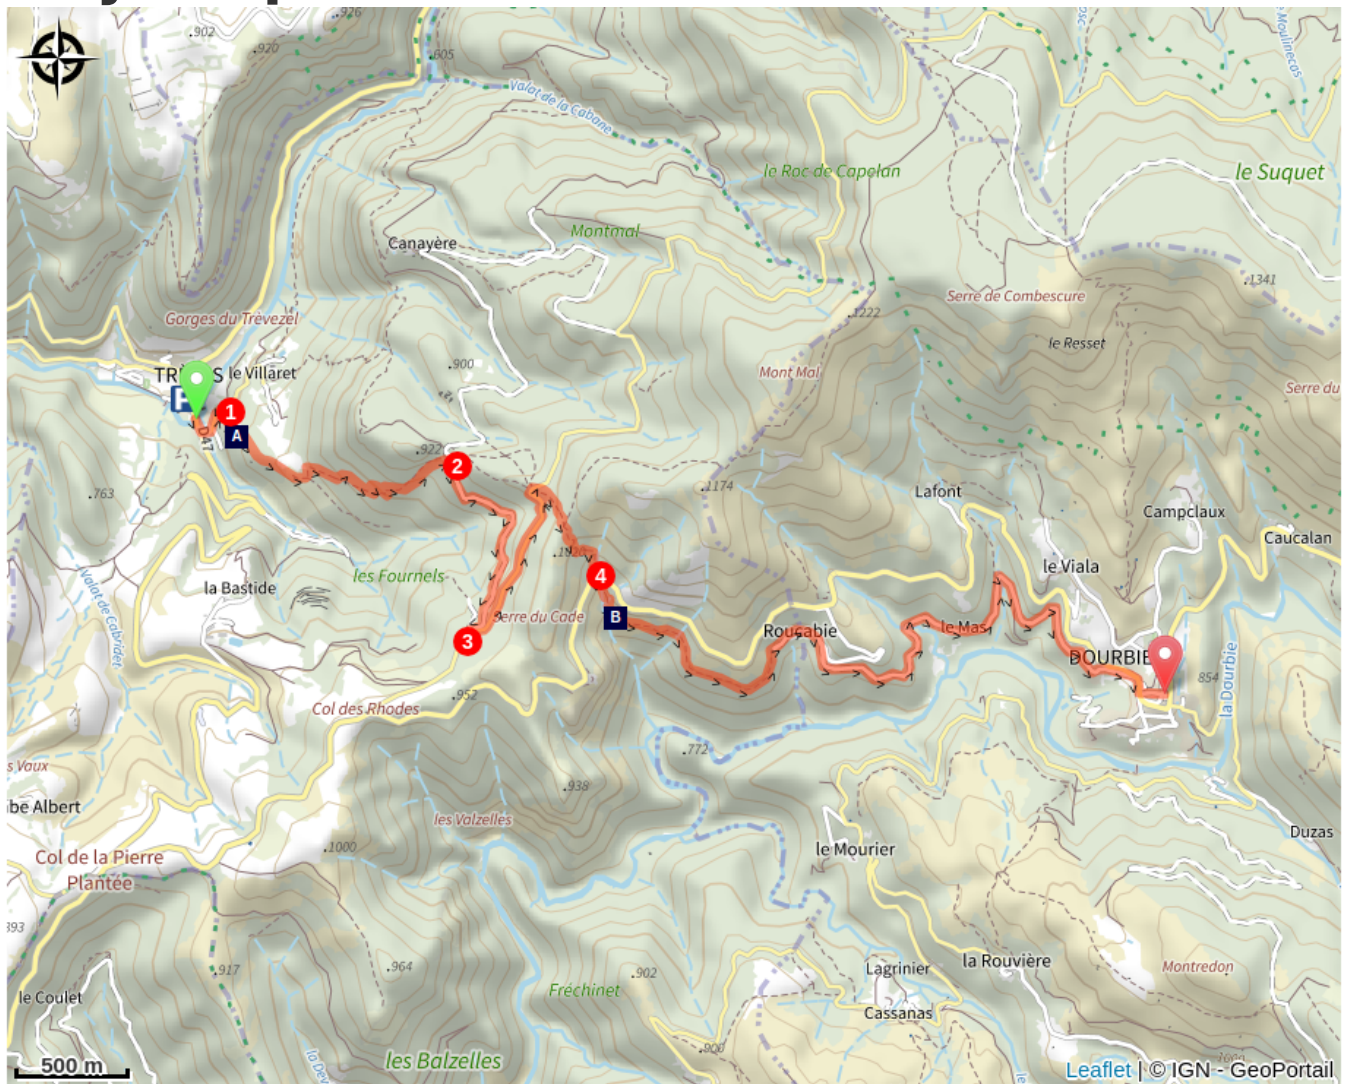 .926
.902
.920
.805
Valat de la Cabane
le Roc de Capelan
le Suquet
Montmal
Canayère
.1341
Serre de Combescure
.1222
Gorges du Trèvezel
le Resset
.900
Mont Mal
le Villaret
Serre du
P
1
A
D 47
.922
2
.763
.1174
Lafont
Campclaux
Caucalan
les Fournels
4
la Bastide
le Viala
Valat de Cabridet
Serre du Cade
B
3
le Mas
DOURBIE
854
la Dourbie
.952
Col des Rhodes
.772
s Vaux
.938
be Albert
les Valzelles
Duzas
.1000
le Mourier
Col de la Pierre
Plantée
393
.917
.964
.902
Lagrinier
la Rouvière
Montredon
Fréchinet
le Coulet
Cassanas
.900
les Balzelles
500 m
Leaflet | © IGN - GeoPortail